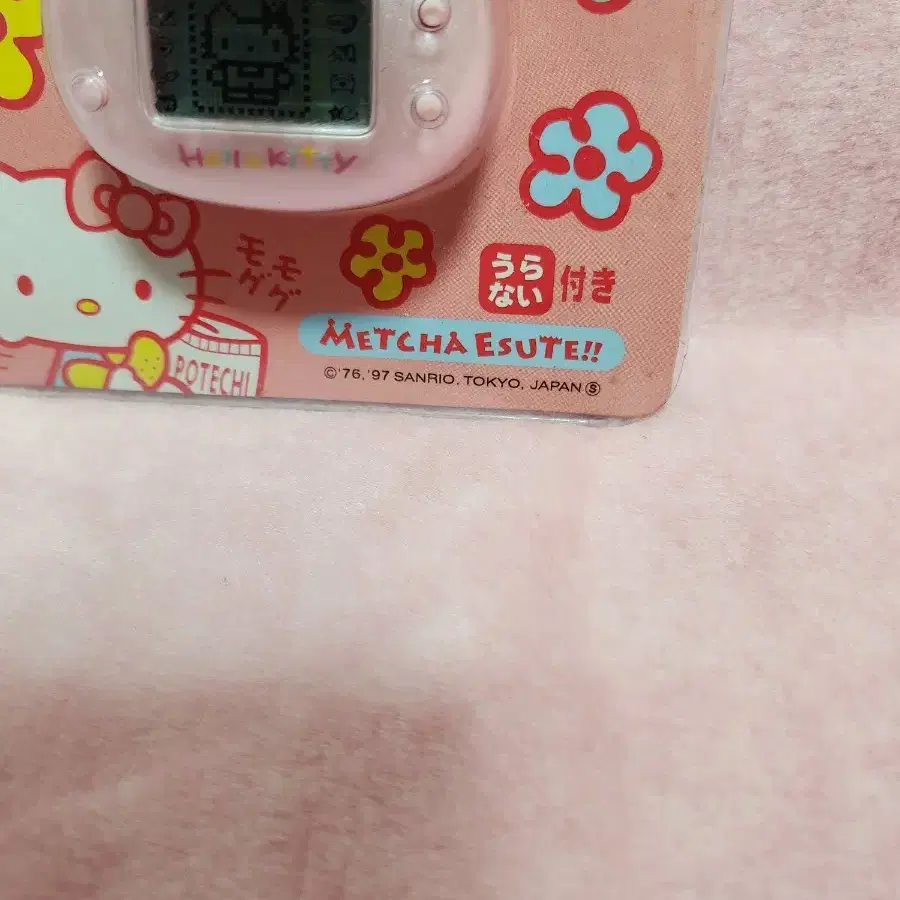 Hello Kitty
モグ
モグ
うら
ない
付き
METCHA ESUTE!!
POTECHI
©'76,'97 SANRIO, TOKYO, JAPAN Ⓢ